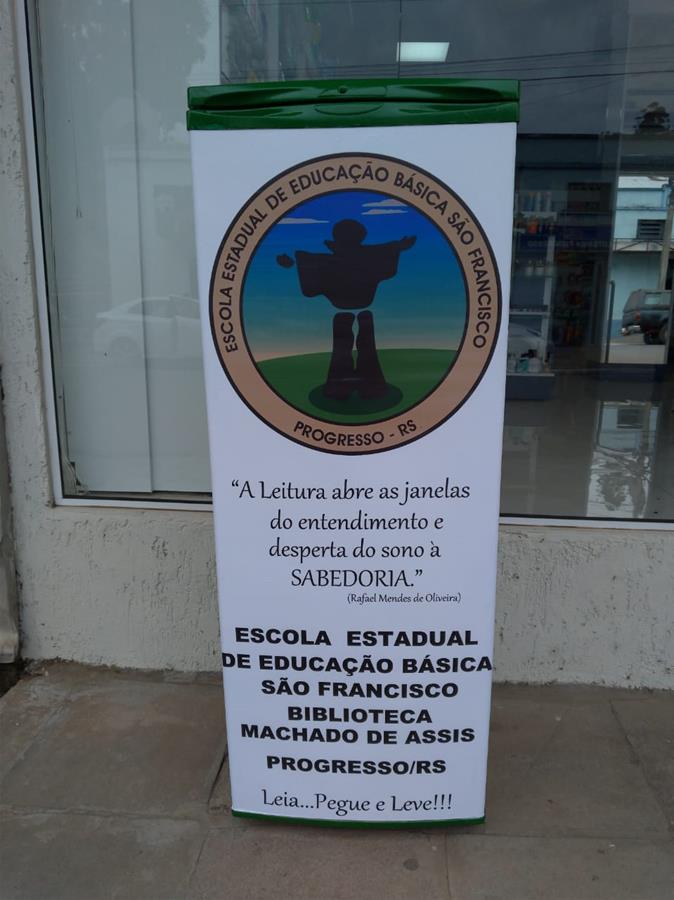 ESCOLA ESTADUAL DE EDUCAÇÃO BÁSICA SÃO FRANCISCO
PROGRESSO - RS
“A Leitura abre as janelas
do entendimento e
desperta do sono à
SABEDORIA.”
(Rafael Mendes de Oliveira)
ESCOLA ESTADUAL
DE EDUCAÇÃO BÁSICA
SÃO FRANCISCO
BIBLIOTECA
MACHADO DE ASSIS
PROGRESSO/RS
Leia...Pegue e Leve!!!